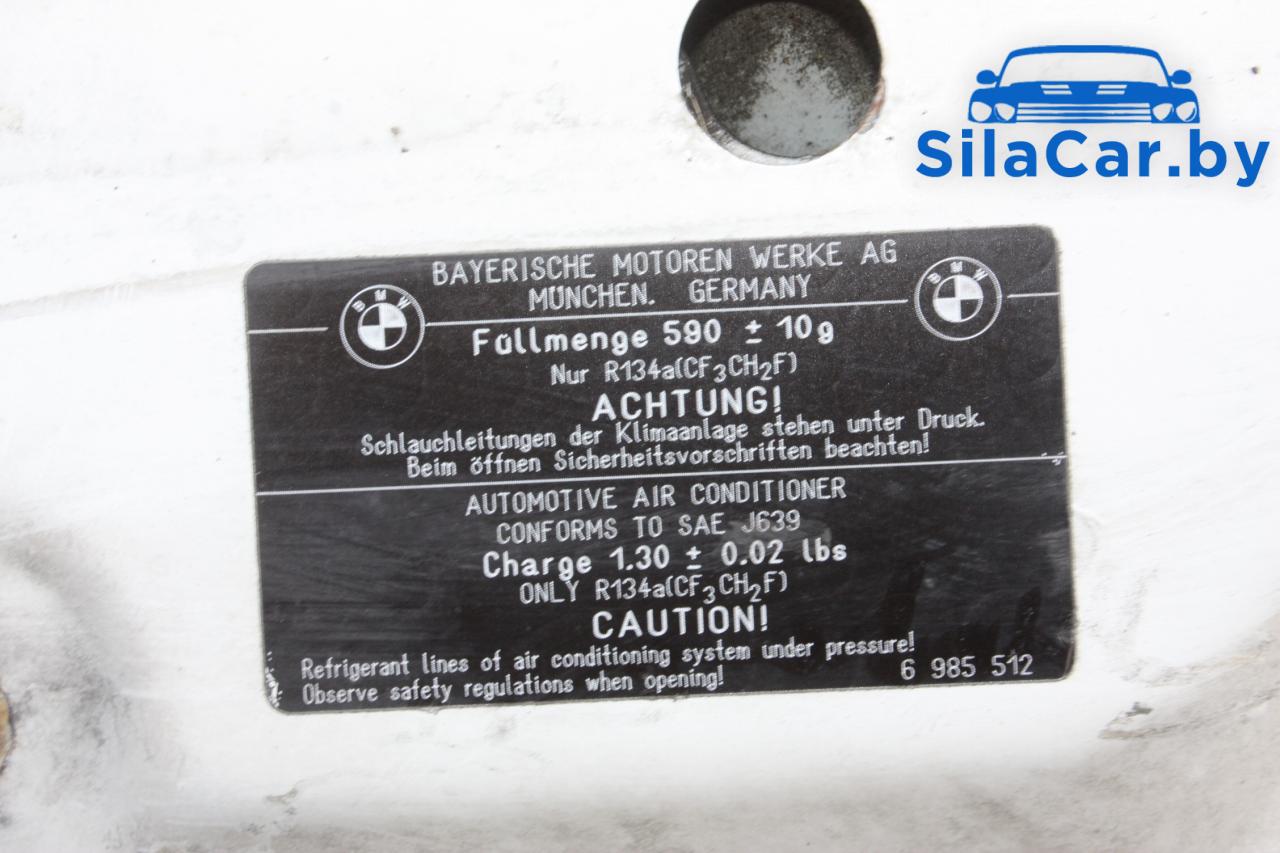 SilaCar.by
BAYERISCHE MOTOREN WERKE AG
MÜNCHEN. GERMANY
BMW
BMW
Füllmenge 590 ± 10g
Nur R134a(CF₃CH₂F)
ACHTUNG!
Schlauchleitungen der Klimaanlage stehen unter Druck.
Beim öffnen Sicherheitsvorschriften beachten!
AUTOMOTIVE AIR CONDITIONER
CONFORMS TO SAE J639
Charge 1.30 ± 0.02 lbs
ONLY R134a(CF₃CH₂F)
CAUTION!
Refrigerant lines of air conditioning system under pressure!
Observe safety regulations when opening!
6 985 512